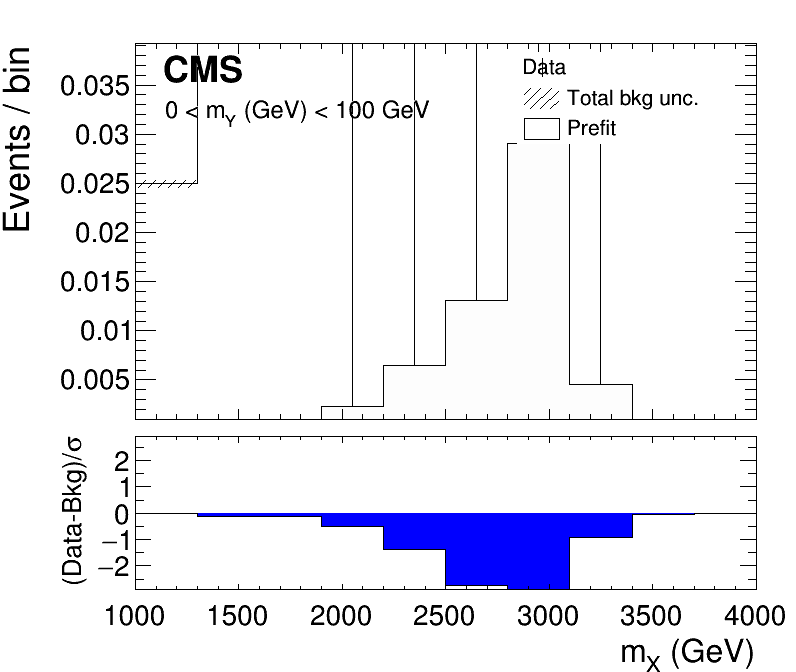 CMS
0 < mY (GeV) < 100 GeV
Data
Total bkg unc.
Prefit
Events / bin
0.035
0.03
0.025
0.02
0.015
0.01
0.005
(Data-Bkg)/σ
2
1
0
−1
−2
1000 1500 2000 2500 3000 3500 4000
mX (GeV)